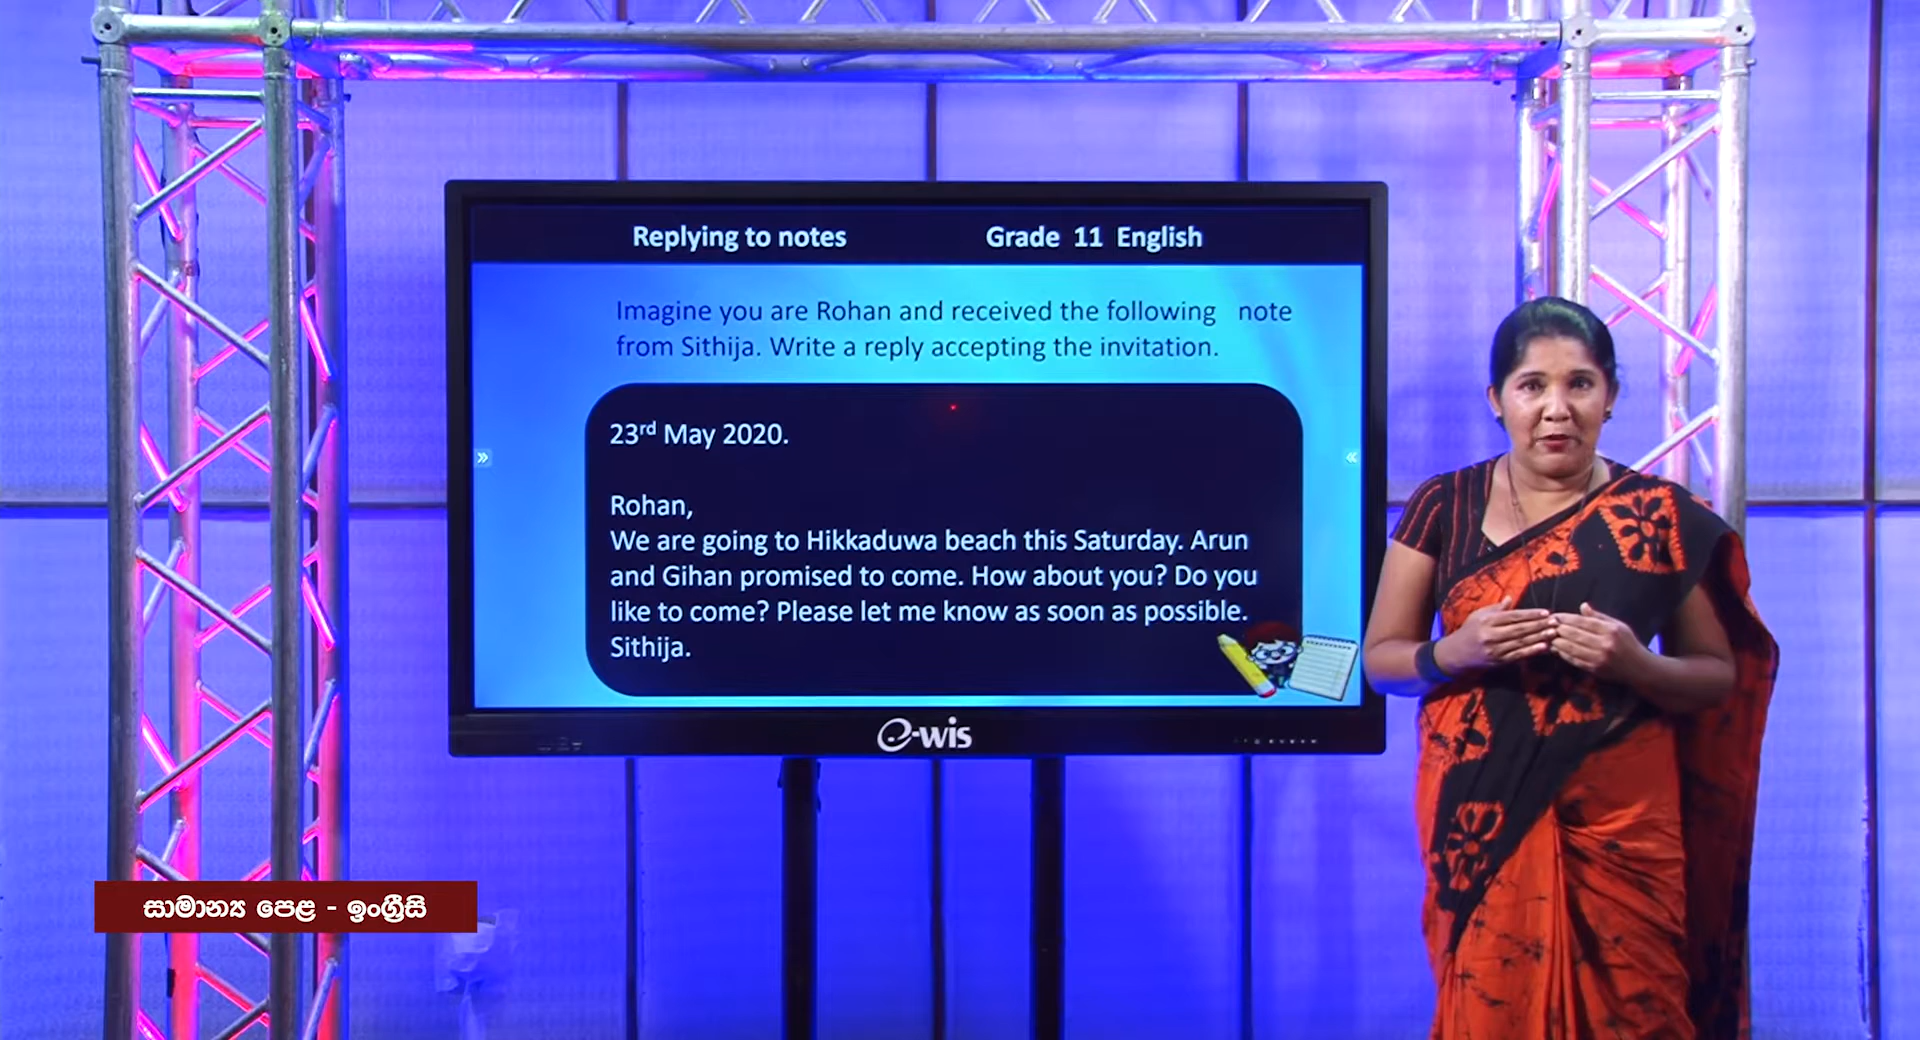 Replying to notes Grade 11 English
Imagine you are Rohan and received the following note
from Sithija. Write a reply accepting the invitation.
23rd May 2020.
Rohan,
We are going to Hikkaduwa beach this Saturday. Arun
and Gihan promised to come. How about you? Do you
like to come? Please let me know as soon as possible.
Sithija.
e-wis
සාමාන්‍ය පෙළ - ඉංග්‍රීසි